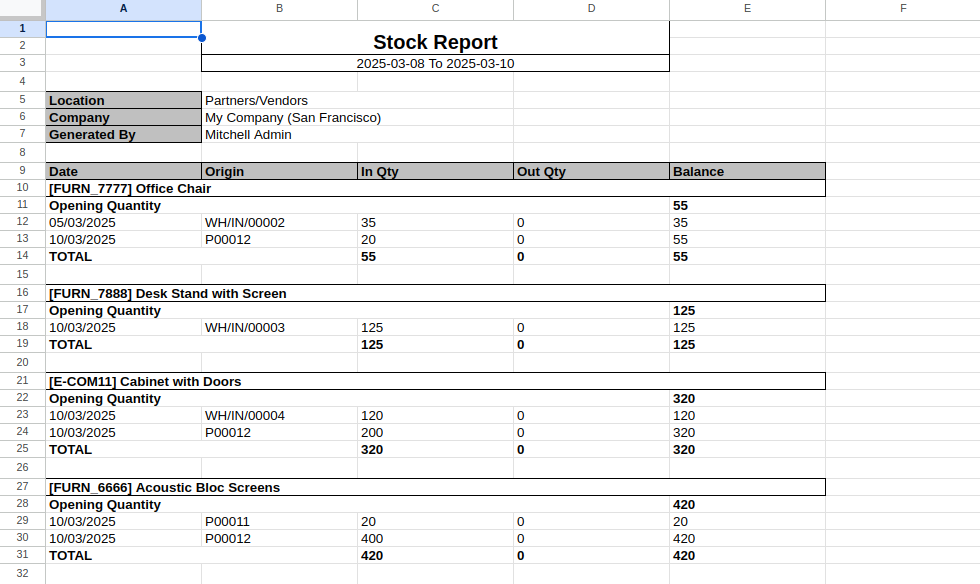 A B C D E F
1
2 Stock Report
3 2025-03-08 To 2025-03-10
4
5 Location Partners/Vendors
6 Company My Company (San Francisco)
7 Generated By Mitchell Admin
8
9 Date Origin In Qty Out Qty Balance
10 [FURN_7777] Office Chair
11 Opening Quantity 55
12 05/03/2025 WH/IN/00002 35 0 35
13 10/03/2025 P00012 20 0 55
14 TOTAL 55 0 55
15
16 [FURN_7888] Desk Stand with Screen
17 Opening Quantity 125
18 10/03/2025 WH/IN/00003 125 0 125
19 TOTAL 125 0 125
20
21 [E-COM11] Cabinet with Doors
22 Opening Quantity 320
23 10/03/2025 WH/IN/00004 120 0 120
24 10/03/2025 P00012 200 0 320
25 TOTAL 320 0 320
26
27 [FURN_6666] Acoustic Bloc Screens
28 Opening Quantity 420
29 10/03/2025 P00011 20 0 20
30 10/03/2025 P00012 400 0 420
31 TOTAL 420 0 420
32